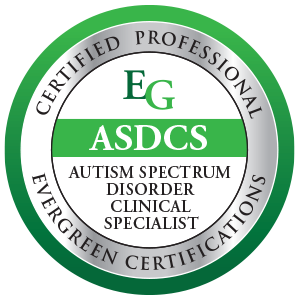 CERTIFIED PROFESSIONAL
EG
ASDCS
AUTISM SPECTRUM
DISORDER
CLINICAL
SPECIALIST
EVERGREEN CERTIFICATIONS